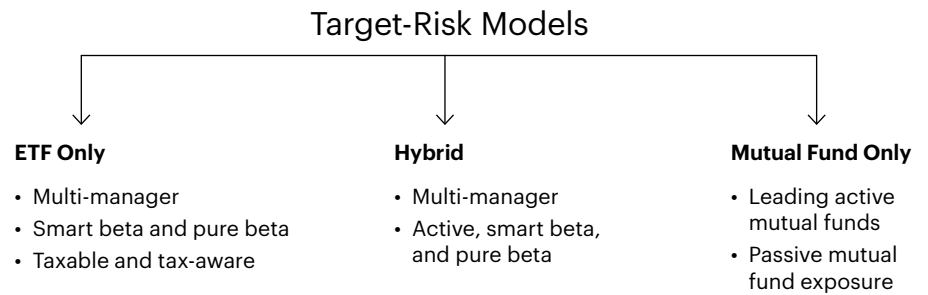 Target-Risk Models
ETF Only
• Multi-manager
• Smart beta and pure beta
• Taxable and tax-aware
Hybrid
• Multi-manager
• Active, smart beta,
and pure beta
Mutual Fund Only
• Leading active
mutual funds
• Passive mutual
fund exposure